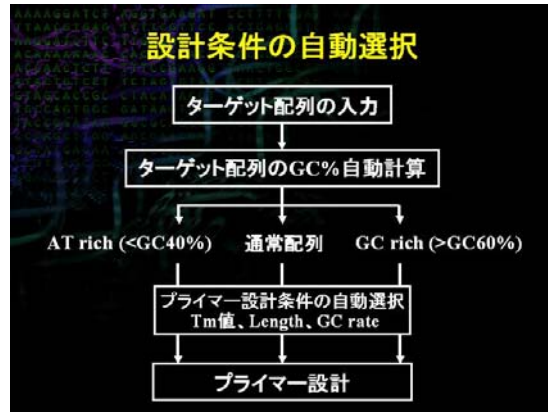 設計条件の自動選択
ターゲット配列の入力
ターゲット配列のGC%自動計算
AT rich (<GC40%) 通常配列 GC rich (>GC60%)
プライマー設計条件の自動選択
Tm値、Length、GC rate
プライマー設計